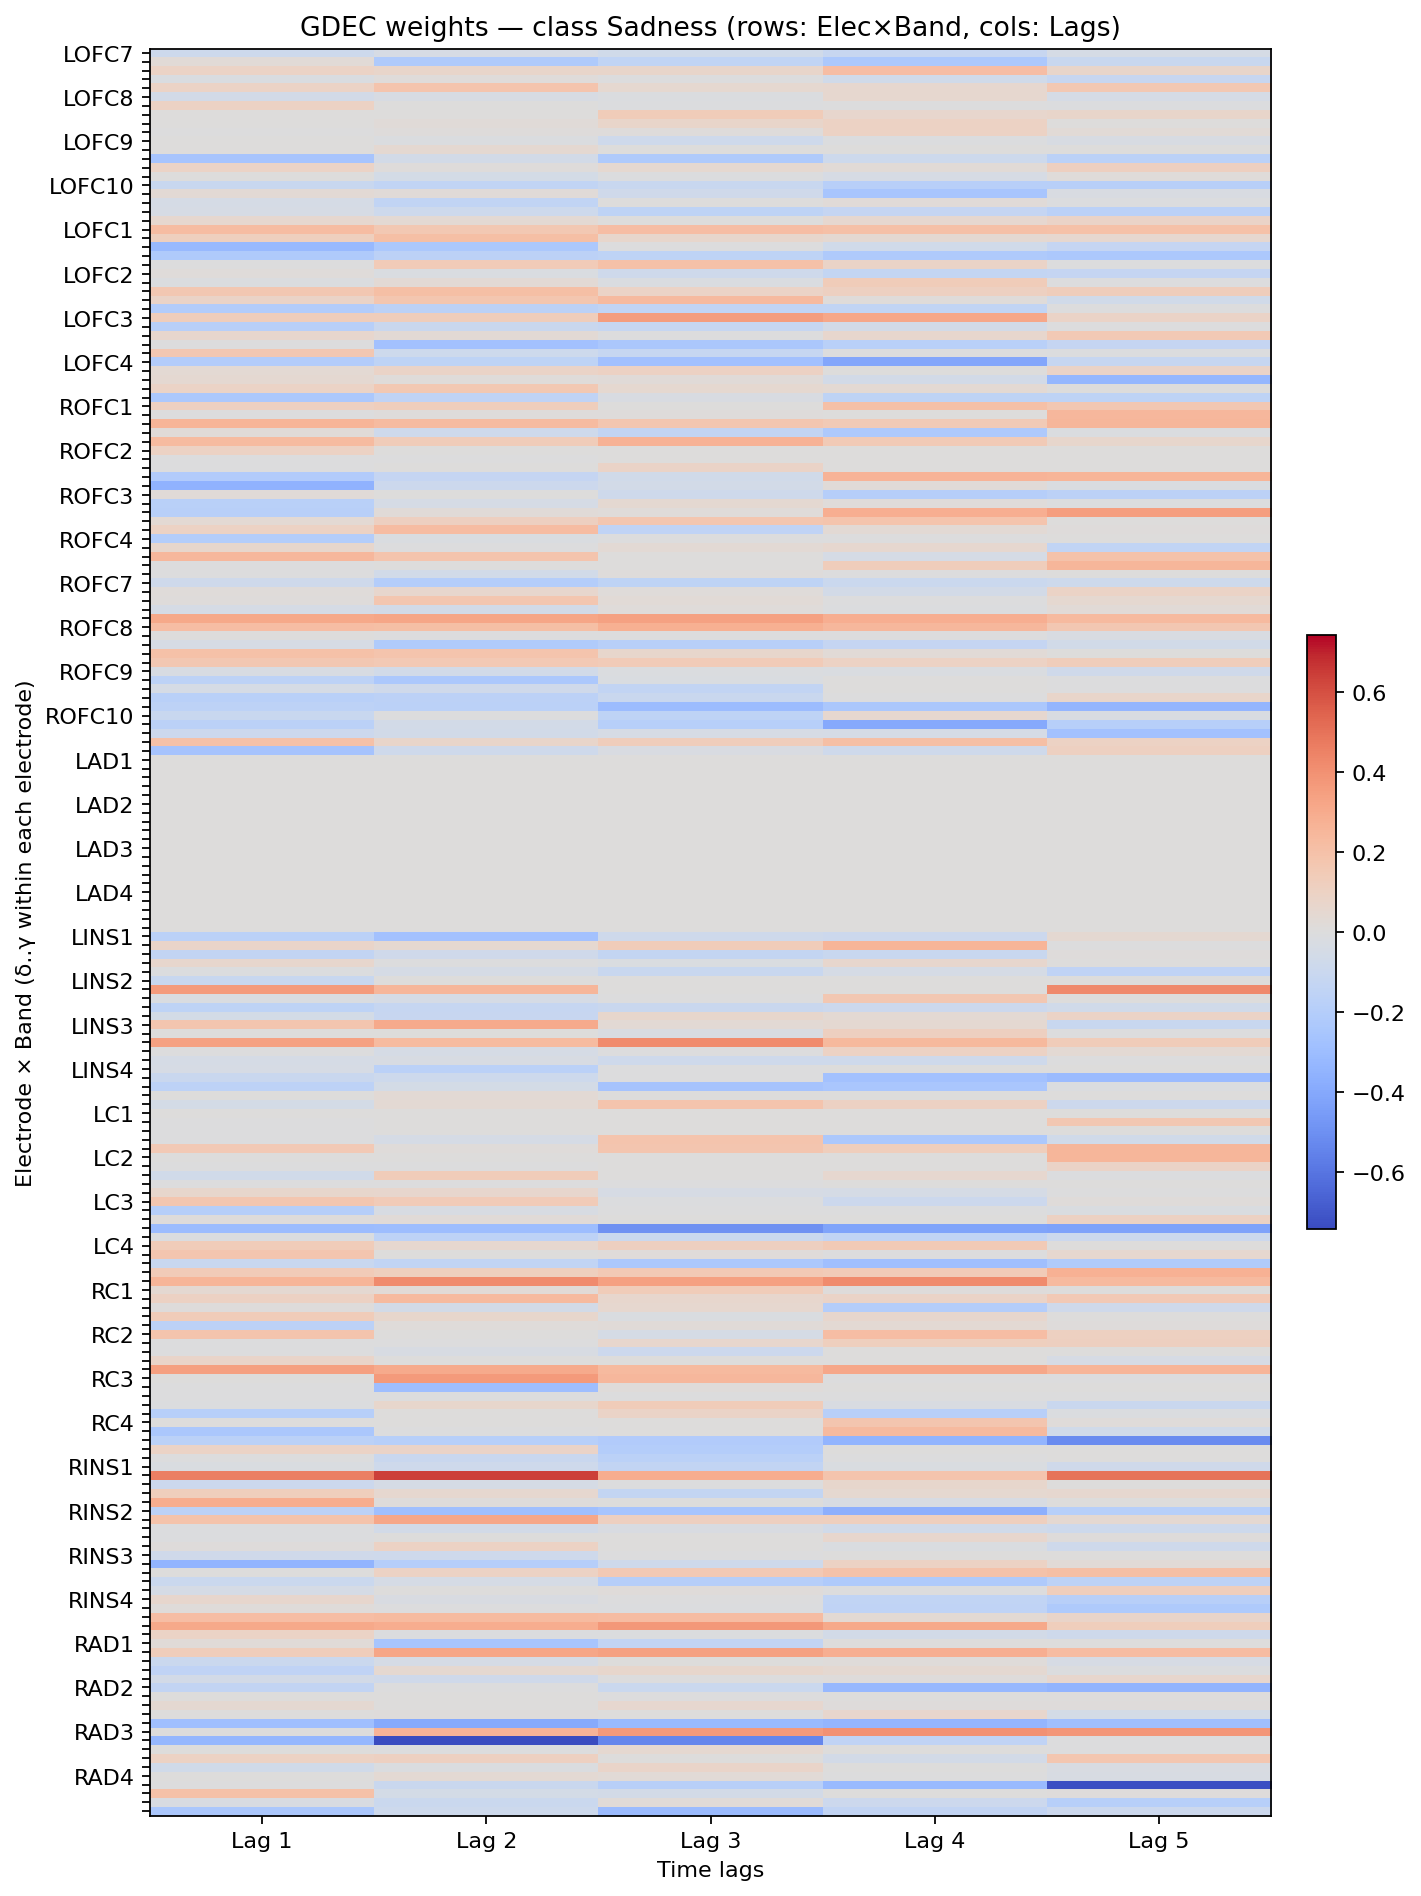 GDEC weights — class Sadness (rows: Elec×Band, cols: Lags)
LOFC7
LOFC8
LOFC9
LOFC10
LOFC1
LOFC2
LOFC3
LOFC4
ROFC1
ROFC2
ROFC3
ROFC4
ROFC7
ROFC8
ROFC9
ROFC10
LAD1
LAD2
LAD3
LAD4
LINS1
LINS2
LINS3
LINS4
LC1
LC2
LC3
LC4
RC1
RC2
RC3
RC4
RINS1
RINS2
RINS3
RINS4
RAD1
RAD2
RAD3
RAD4
Electrode × Band (δ..γ within each electrode)
Lag 1 Lag 2 Lag 3 Lag 4 Lag 5
Time lags
0.6
0.4
0.2
0.0
−0.2
−0.4
−0.6